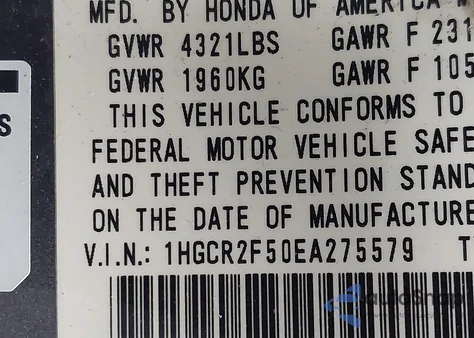 MFD. BY HONDA OF AMERICA M
GVWR 4321LBS GAWR F 231
GVWR 1960KG GAWR F 105
THIS VEHICLE CONFORMS TO
FEDERAL MOTOR VEHICLE SAFE
AND THEFT PREVENTION STAND
ON THE DATE OF MANUFACTURE
V.I.N.: 1HGCR2F50EA275579 T
S
autoSnap